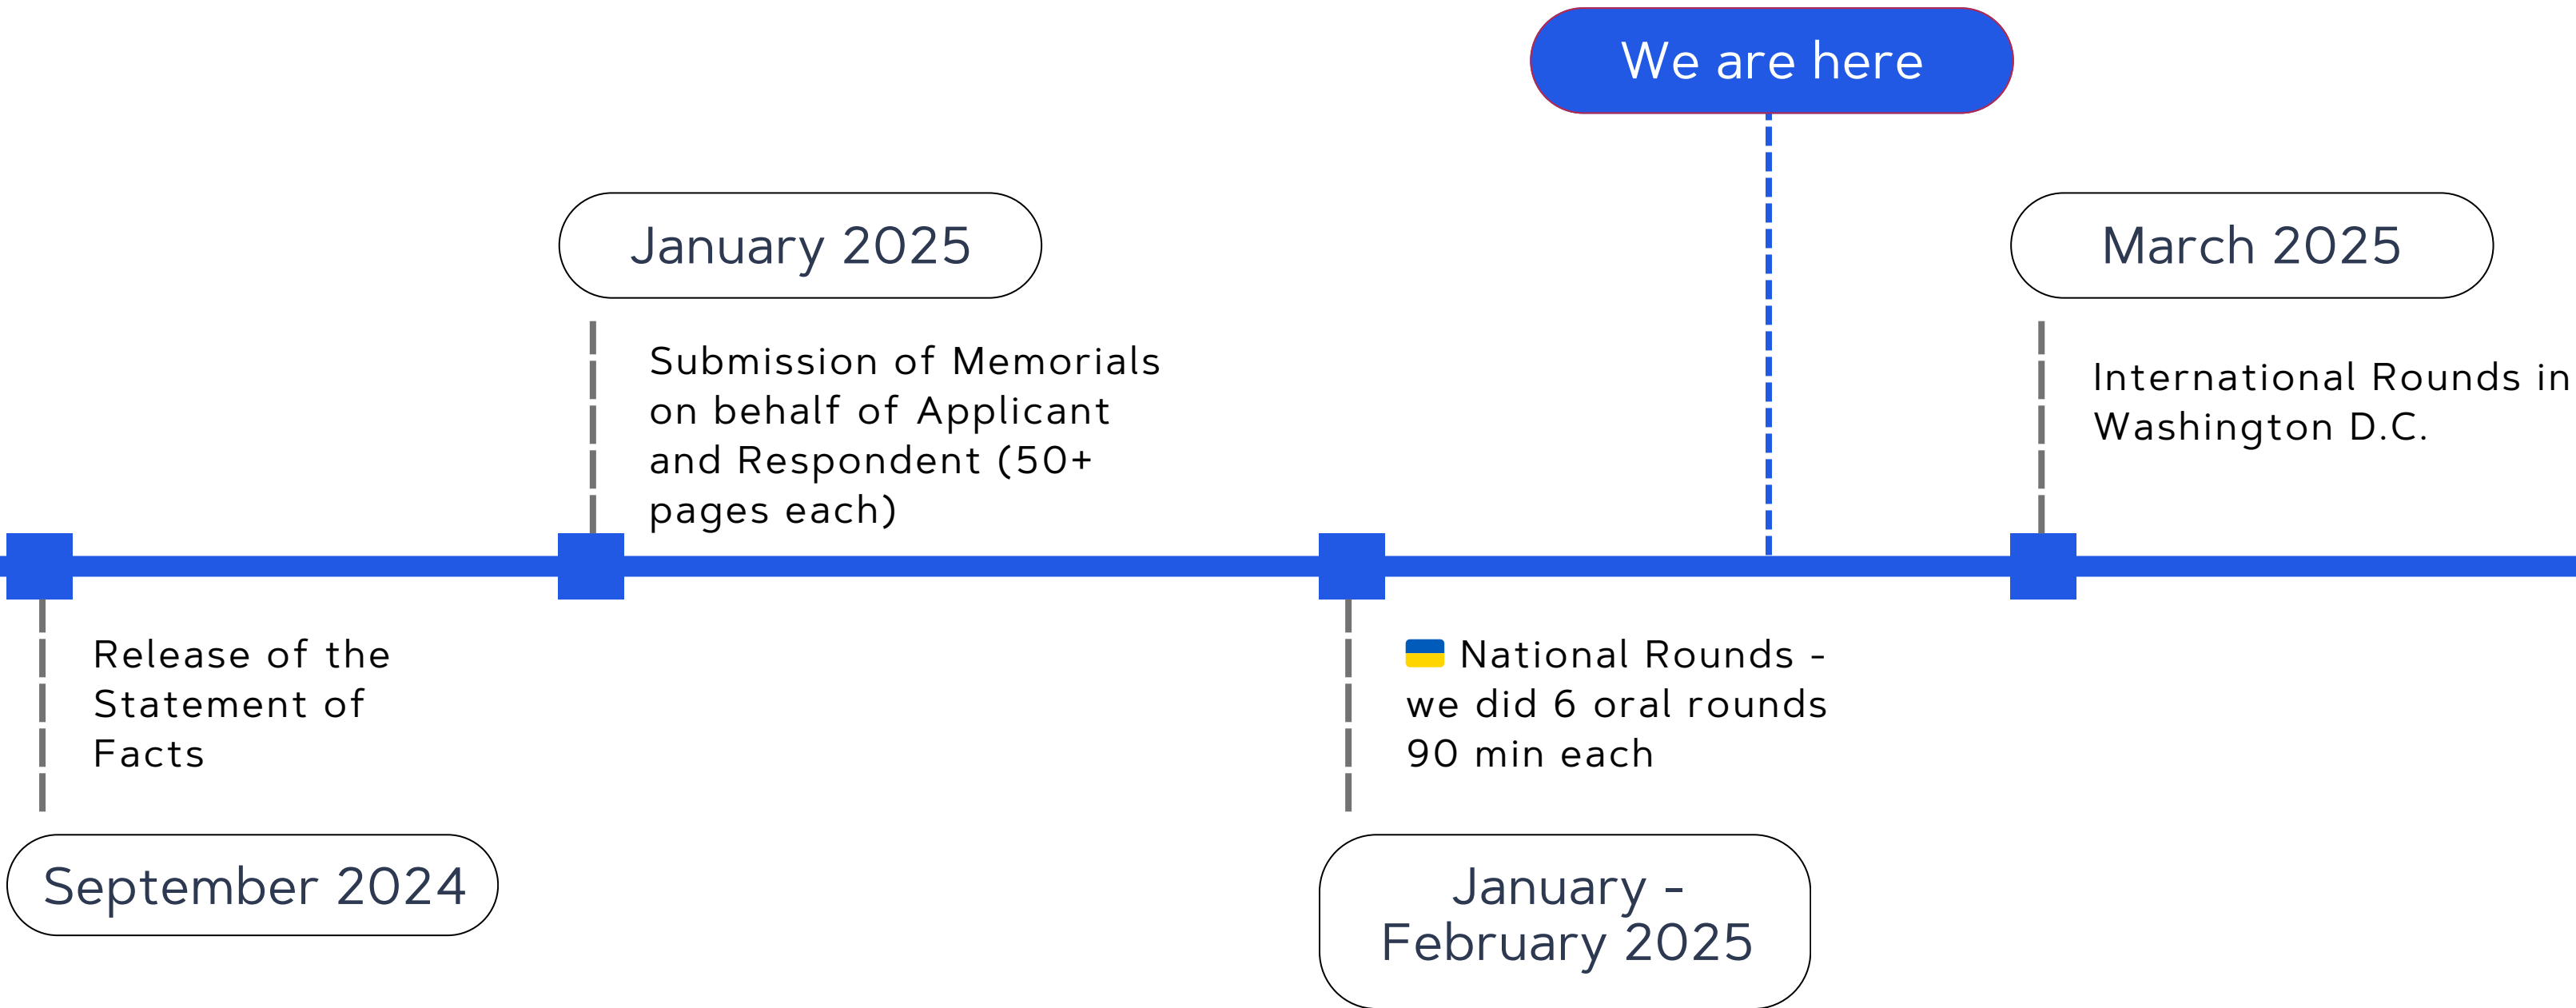 We are here
January 2025
March 2025
Submission of Memorials
on behalf of Applicant
and Respondent (50+
pages each)
International Rounds in
Washington D.C.
Release of the
Statement of
Facts
🇺🇦 National Rounds -
we did 6 oral rounds
90 min each
September 2024
January -
February 2025